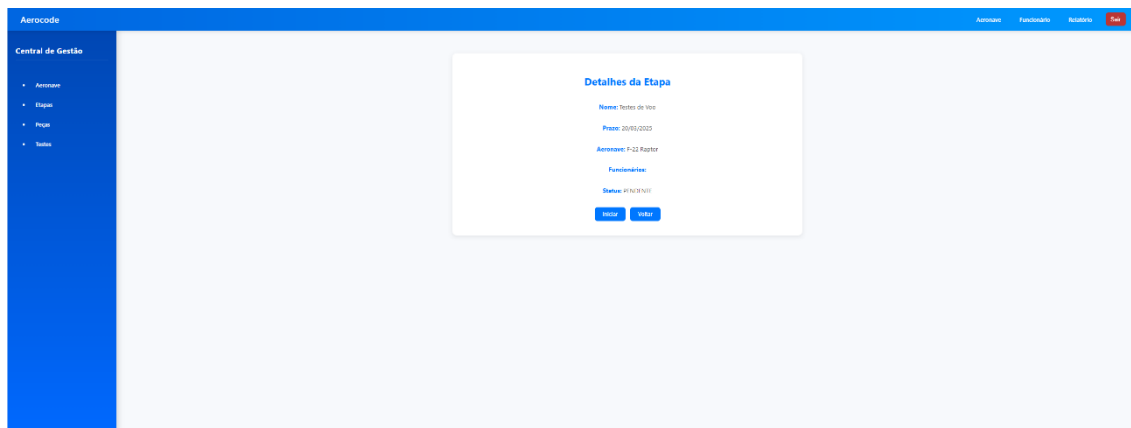 Aerocode
Aeronave
Funcionário
Relatório
Sair
Central de Gestão
Aeronave
Etapas
Peças
Testes
Detalhes da Etapa
Nome: Testes de Voo
Prazo: 20/03/2025
Aeronave: F-22 Raptor
Funcionários:
Status: PENDENTE
Iniciar
Voltar